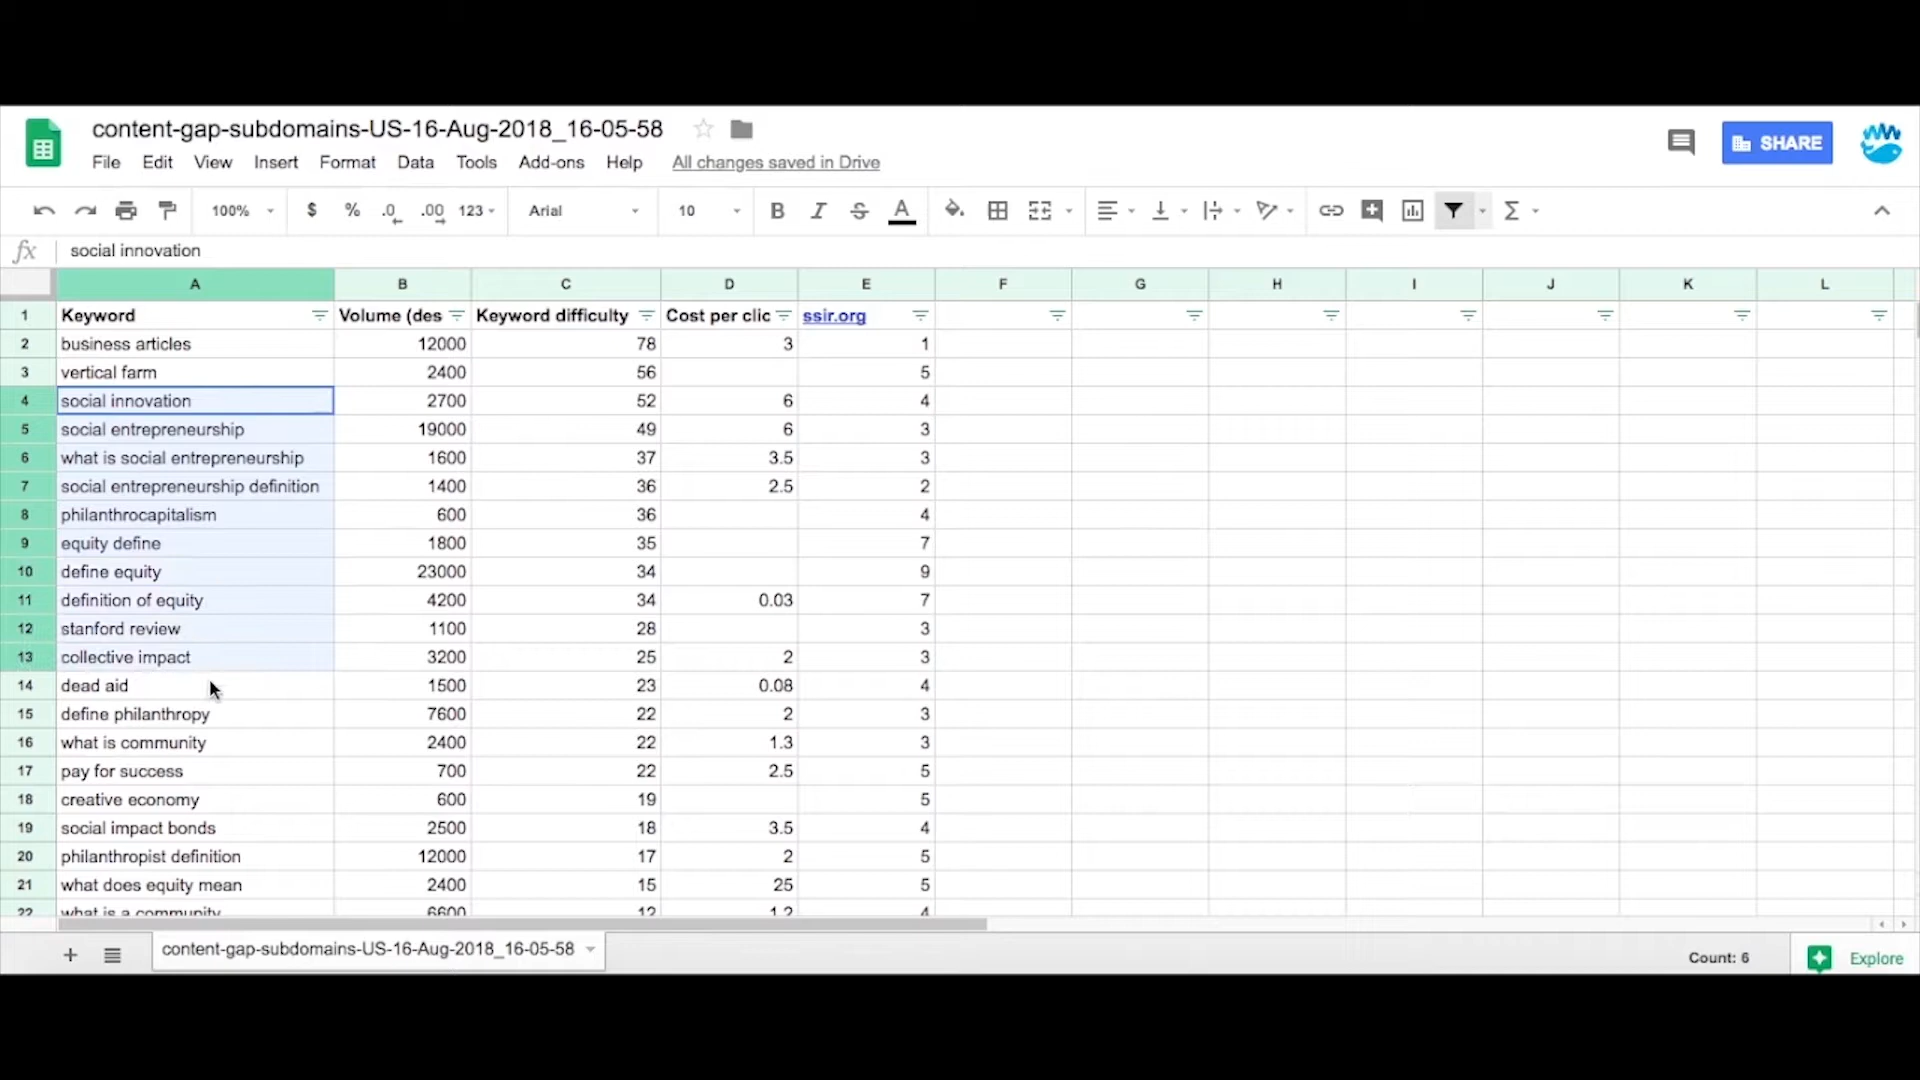 content-gap-subdomains-US-16-Aug-2018_16-05-58
SHARE
File Edit View Insert Format Data Tools Add-ons Help All changes saved in Drive
100% $ % .0 .00 123 Arial 10 B I S A Σ
fx social innovation
A B C D E F G H I J K L
1 Keyword Volume (des Keyword difficulty Cost per clic ssir.org
2 business articles 12000 78 3 1
3 vertical farm 2400 56 5
4 social innovation 2700 52 6 4
5 social entrepreneurship 19000 49 6 3
6 what is social entrepreneurship 1600 37 3.5 3
7 social entrepreneurship definition 1400 36 2.5 2
8 philanthrocapitalism 600 36 4
9 equity define 1800 35 7
10 define equity 23000 34 9
11 definition of equity 4200 34 0.03 7
12 stanford review 1100 28 3
13 collective impact 3200 25 2 3
14 dead aid 1500 23 0.08 4
15 define philanthropy 7600 22 2 3
16 what is community 2400 22 1.3 3
17 pay for success 700 22 2.5 5
18 creative economy 600 19 5
19 social impact bonds 2500 18 3.5 4
20 philanthropist definition 12000 17 2 5
21 what does equity mean 2400 15 25 5
22 what is a community 6600 12 1.2 4
content-gap-subdomains-US-16-Aug-2018_16-05-58
Count: 6
Explore